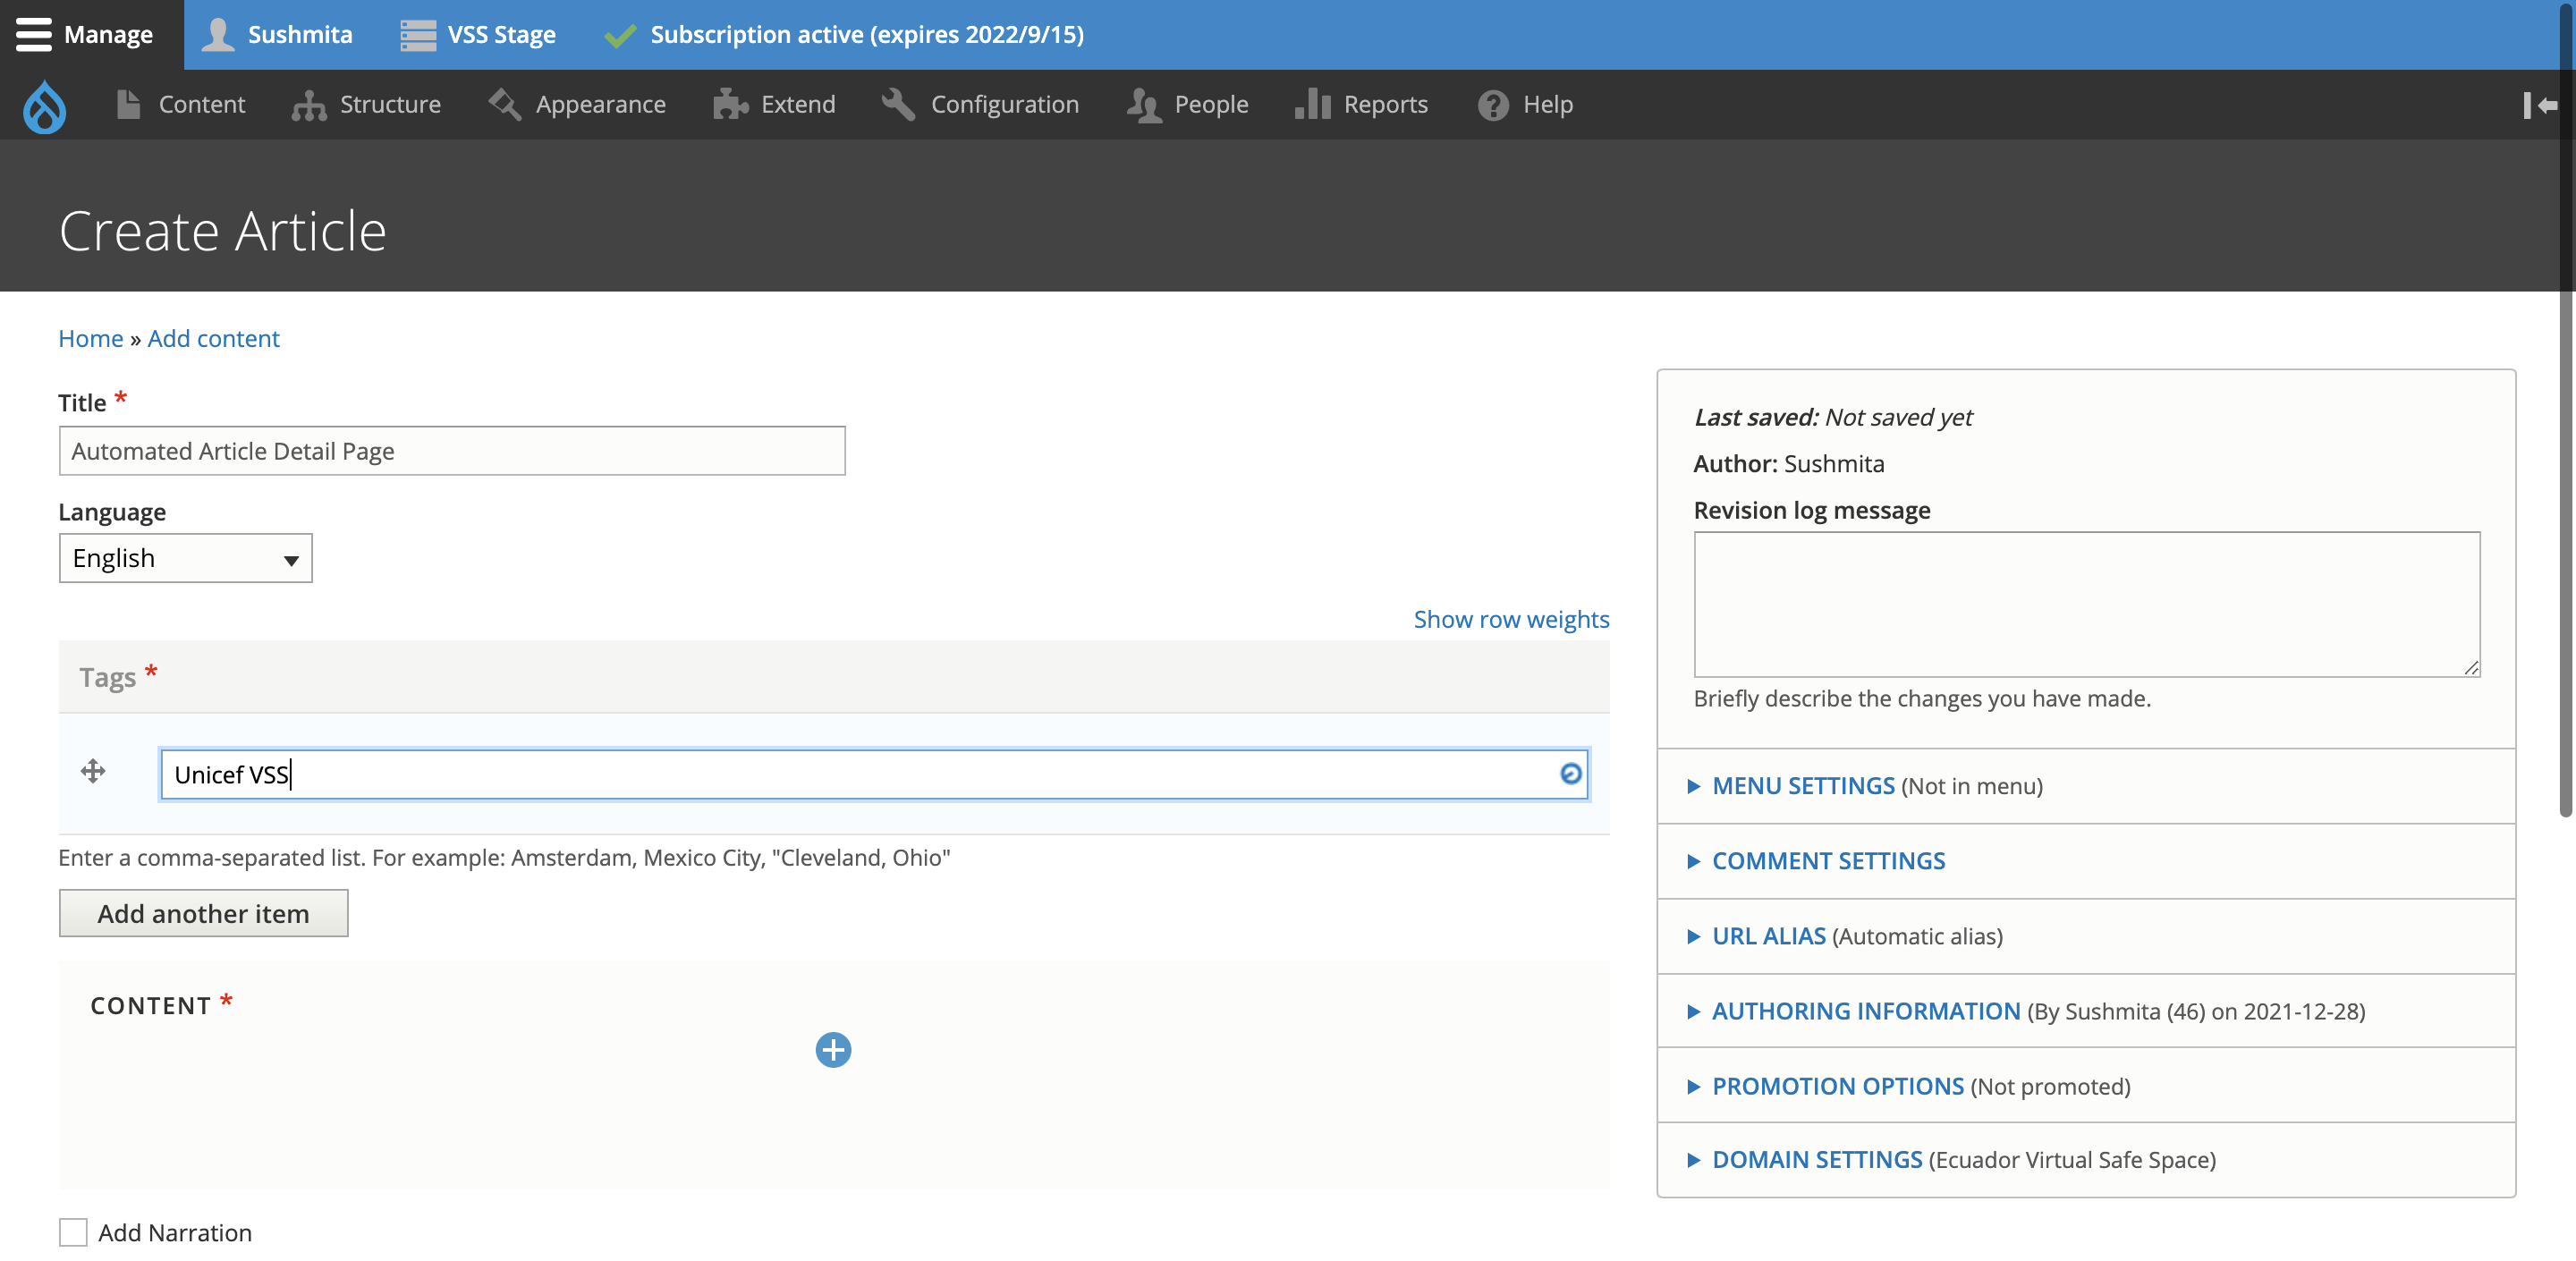 Manage Sushmita VSS Stage Subscription active (expires 2022/9/15)
Content Structure Appearance Extend Configuration People Reports Help
Create Article
Home » Add content
Title *
Automated Article Detail Page
Language
English
Show row weights
Tags *
Unicef VSS
Enter a comma-separated list. For example: Amsterdam, Mexico City, "Cleveland, Ohio"
Add another item
CONTENT *
Add Narration
Last saved: Not saved yet
Author: Sushmita
Revision log message
Briefly describe the changes you have made.
MENU SETTINGS (Not in menu)
COMMENT SETTINGS
URL ALIAS (Automatic alias)
AUTHORING INFORMATION (By Sushmita (46) on 2021-12-28)
PROMOTION OPTIONS (Not promoted)
DOMAIN SETTINGS (Ecuador Virtual Safe Space)